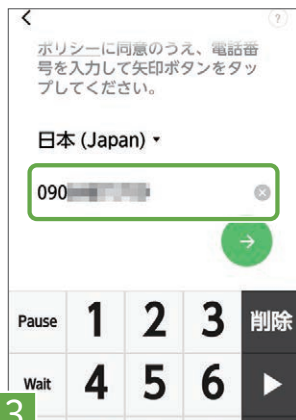 ポリシーに同意のうえ、電話番
号を入力して矢印ボタンをタッ
プしてください。
日本 (Japan)
090
Pause 1 2 3 削除
Wait 4 5 6
3